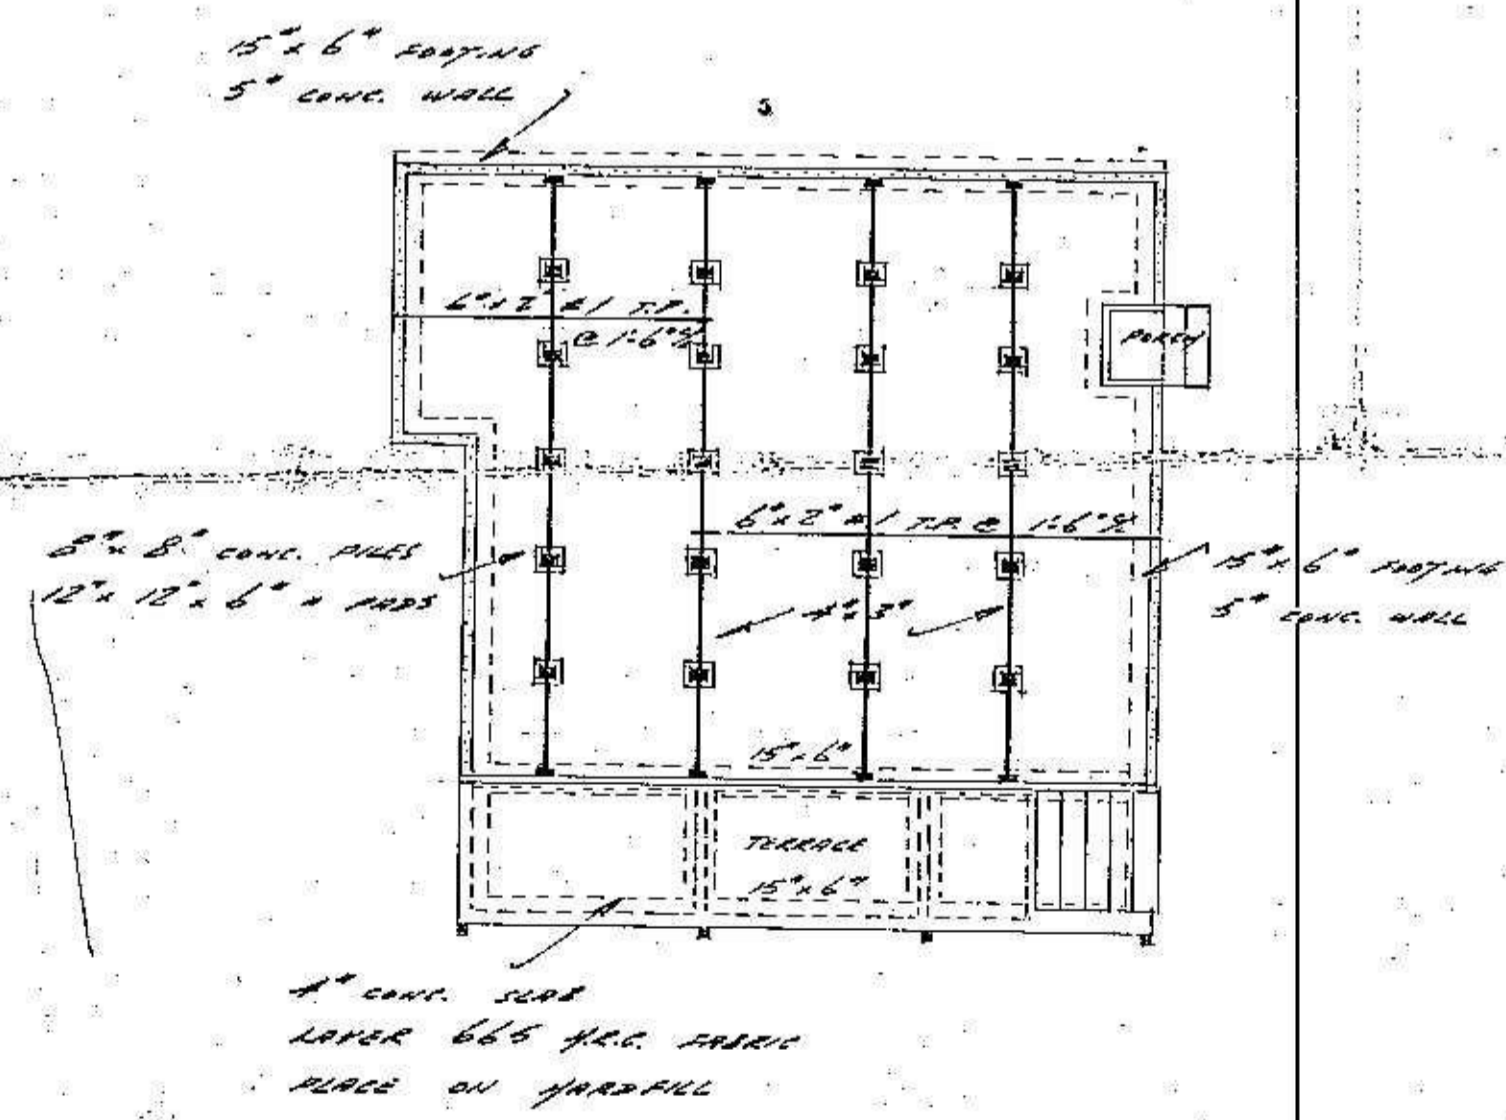 15" x 6" FOOTING
5" CONC. WALL
6" x 2" #1 T.P.
@ 1'-6" %
PORCH
6" x 2" #1 T.P. @ 1'-6" %
8" x 8" CONC. PILES
12" x 12" x 6" PADS
15" x 6" FOOTING
5" CONC. WALL
4" x 3"
15" x 6"
TERRACE
15" x 6"
4" CONC. SLAB
LAYER 665 H.R.C. FABRIC
PLACE ON HARDFILL